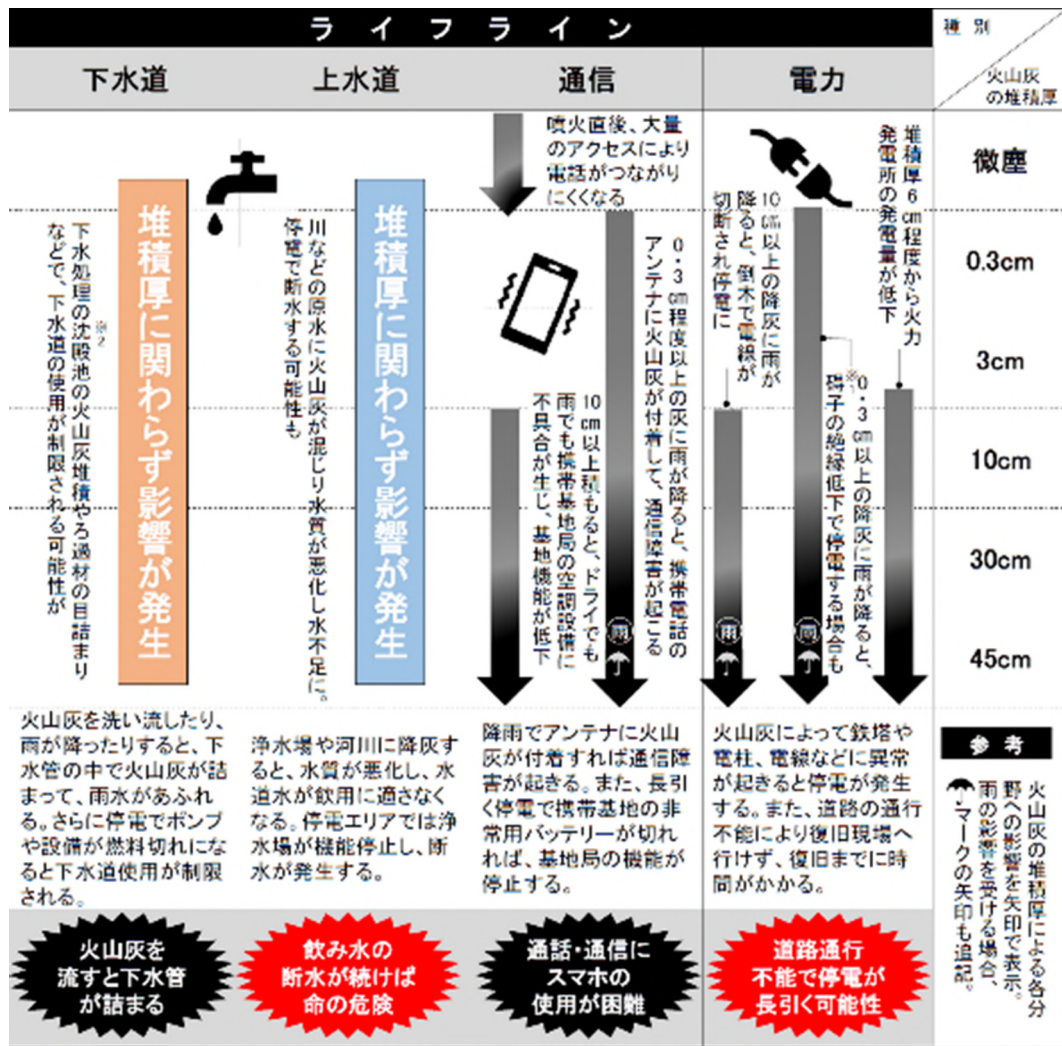 ライフライン
種別
火山灰
の堆積厚
電力
通信
上水道
下水道
微塵
0.3cm
3cm
10cm
30cm
45cm
堆積厚6cm程度から火力
発電所の発電量が低下
※1
0.3cm以上の降灰に雨が降ると、
碍子の絶縁低下で停電する場合も
10cm以上の降灰に雨が
降ると、倒木で電線が
切断され停電に
雨
雨
噴火直後、大量
のアクセスにより
電話がつながり
にくくなる
0.3cm程度以上の灰に雨が降ると、携帯電話の
アンテナに火山灰が付着して、通信障害が起こる
雨
10cm以上積もると、ドライでも
雨でも携帯基地局の空調設備に
不具合が生じ、基地機能が低下
堆積厚に関わらず影響が発生
川などの原水に火山灰が混じり水質が悪化し水不足に。
停電で断水する可能性も
堆積厚に関わらず影響が発生
※2
下水処理の沈殿池の火山灰堆積やろ過材の目詰まり
などで、下水道の使用が制限される可能性が
参考
火山灰の堆積厚による各分
野への影響を矢印で表示。
雨の影響を受ける場合、
☂マークの矢印も追記。
火山灰によって鉄塔や
電柱、電線などに異常
が起きると停電が発生
する。また、道路の通行
不能により復旧現場へ
行けず、復旧までに時
間がかかる。
降雨でアンテナに火山
灰が付着すれば通信障
害が起きる。また、長引
く停電で携帯基地の非
常用バッテリーが切れ
れば、基地局の機能が
停止する。
浄水場や河川に降灰す
ると、水質が悪化し、水
道水が飲用に適さなく
なる。停電エリアでは浄
水場が機能停止し、断
水が発生する。
火山灰を洗い流したり、
雨が降ったりすると、下
水管の中で火山灰が詰
まって、雨水があふれ
る。さらに停電でポンプ
や設備が燃料切れにな
ると下水道使用が制限
される。
道路通行
不能で停電が
長引く可能性
通話・通信に
スマホの
使用が困難
飲み水の
断水が続けば
命の危険
火山灰を
流すと下水管
が詰まる